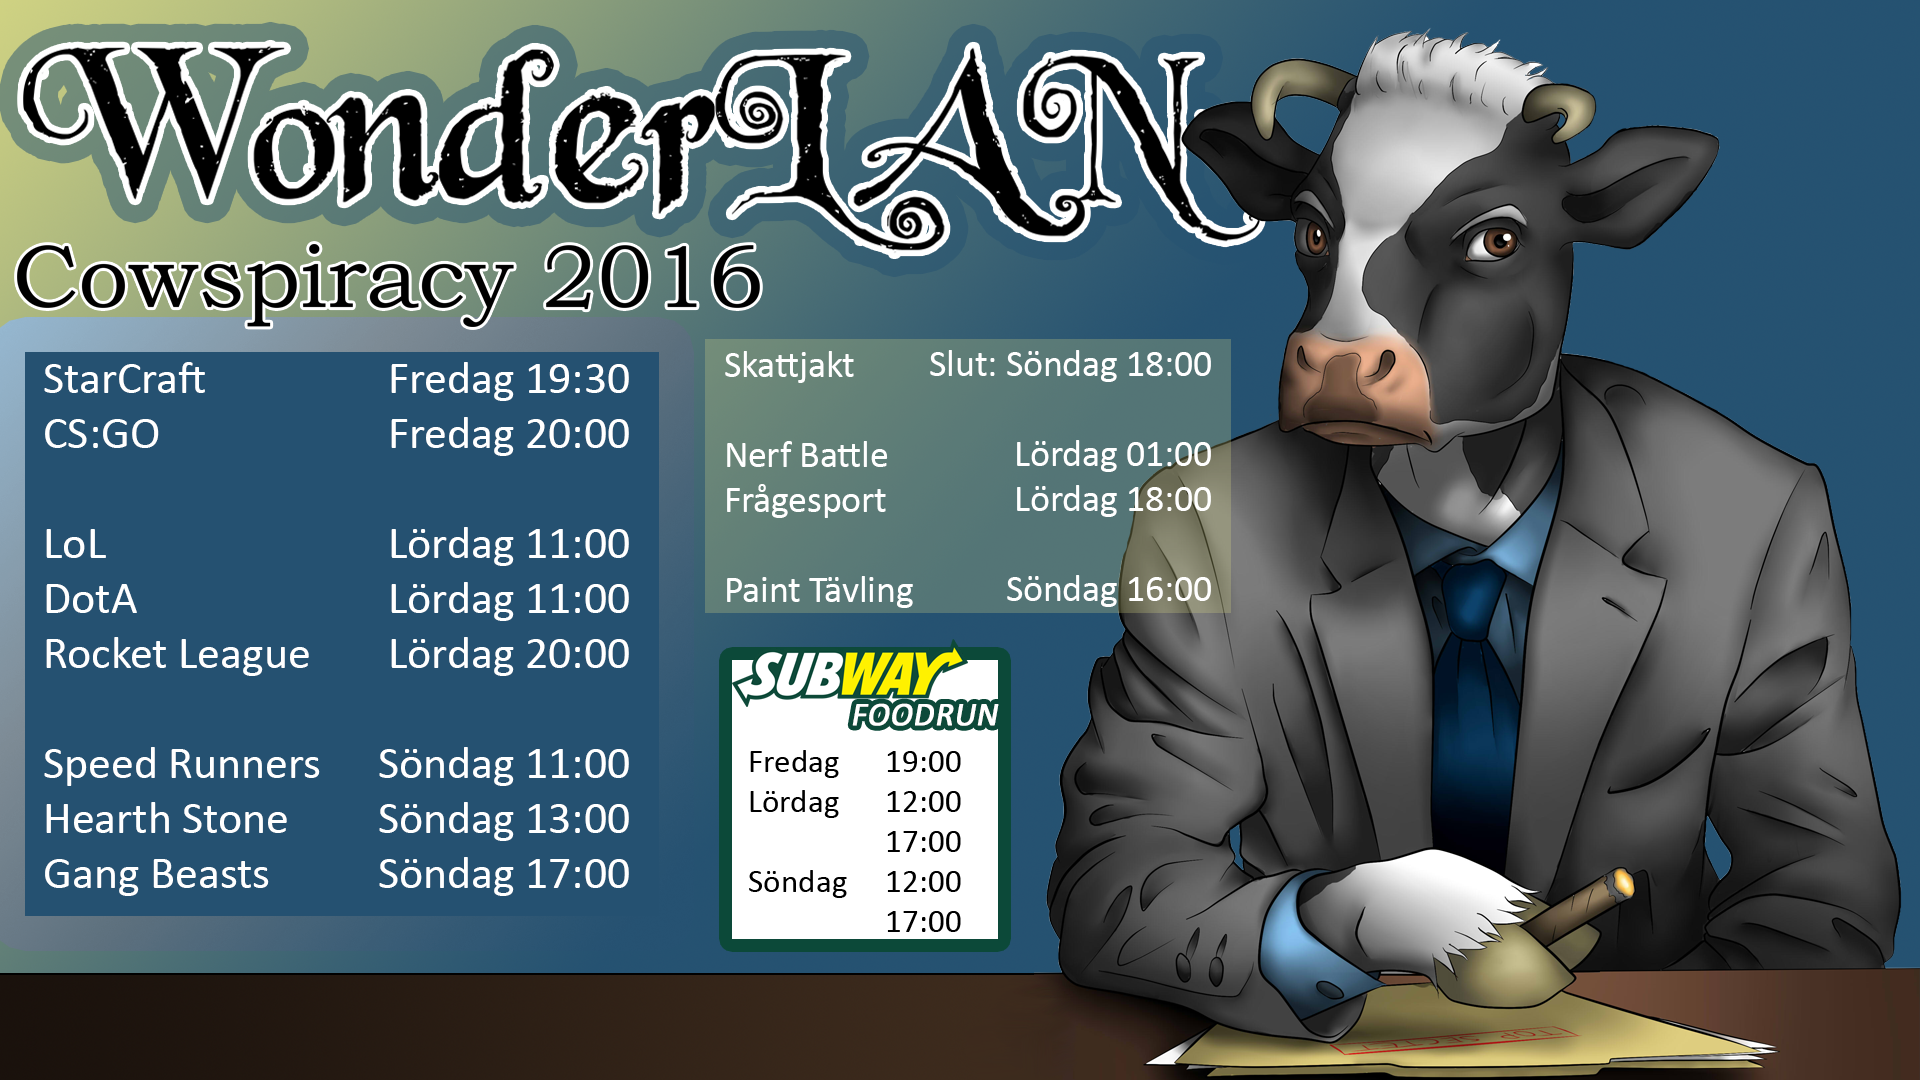 WonderLAN
Cowspiracy 2016
StarCraft Fredag 19:30
CS:GO Fredag 20:00
LoL Lördag 11:00
DotA Lördag 11:00
Rocket League Lördag 20:00
Speed Runners Söndag 11:00
Hearth Stone Söndag 13:00
Gang Beasts Söndag 17:00
Skattjakt Slut: Söndag 18:00
Nerf Battle Lördag 01:00
Frågesport Lördag 18:00
Paint Tävling Söndag 16:00
SUBWAY
FOODRUN
Fredag 19:00
Lördag 12:00
17:00
Söndag 12:00
17:00
TOP SECRET